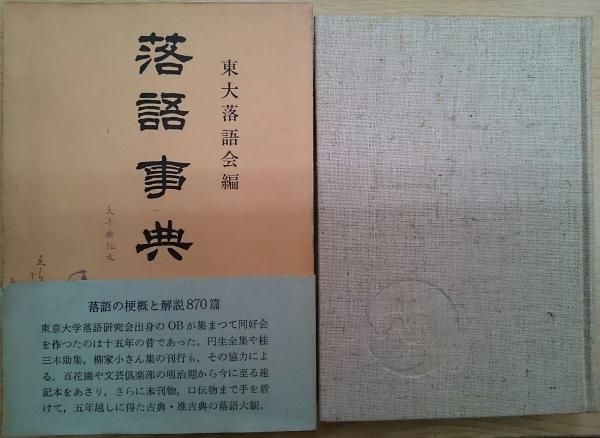 東大落語会編
落語事典
落語の梗概と解説870篇
東京大学落語研究会出身のOBが集まつて同好会
を作つたのは十五年の昔であった。円生全集や桂
三木助集，柳家小さん集の刊行も，その協力によ
る。百花園や文芸倶楽部の明治期から今に至る速
記本をあさり，さらに未刊物，口伝物まで手を着
けて，五年越しに得た古典・准古典の落語大観。